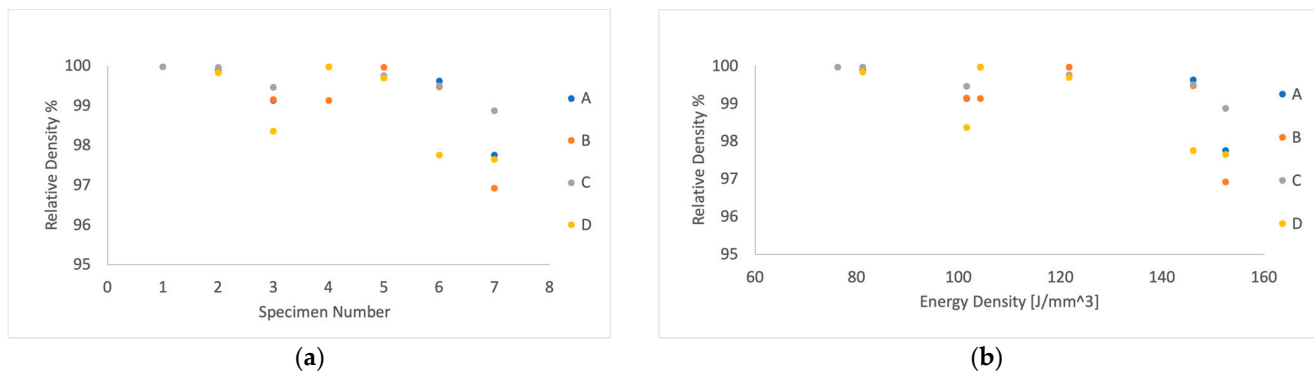 100
99
98
97
96
95
Relative Density %
0 1 2 3 4 5 6 7 8
Specimen Number
A
B
C
D
(a)
100
99
98
97
96
95
Relative Density %
60 80 100 120 140 160
Energy Density [J/mm^3]
A
B
C
D
(b)